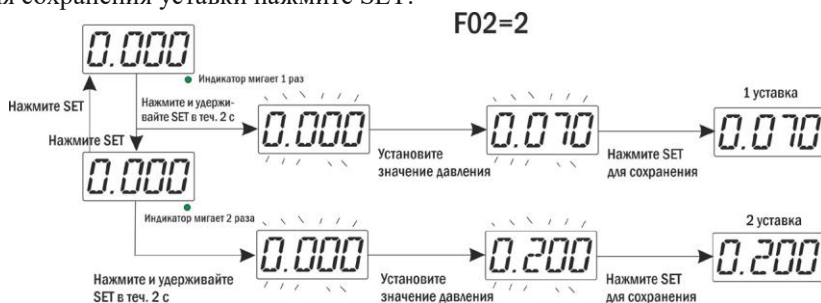 ля сохранения уставки нажмите SET.
F02=2
0.000
Индикатор мигает 1 раз
Нажмите SET
Нажмите и удержи-
вайте SET в теч. 2 с
1 уставка
0.000
0.070
0.070
Нажмите SET
Установите
значение давления
Нажмите SET
для сохранения
0.000
Индикатор мигает 2 раза
2 уставка
0.000
0.200
0.200
Нажмите и удерживайте
SET в теч. 2 с
Установите
значение давления
Нажмите SET
для сохранения